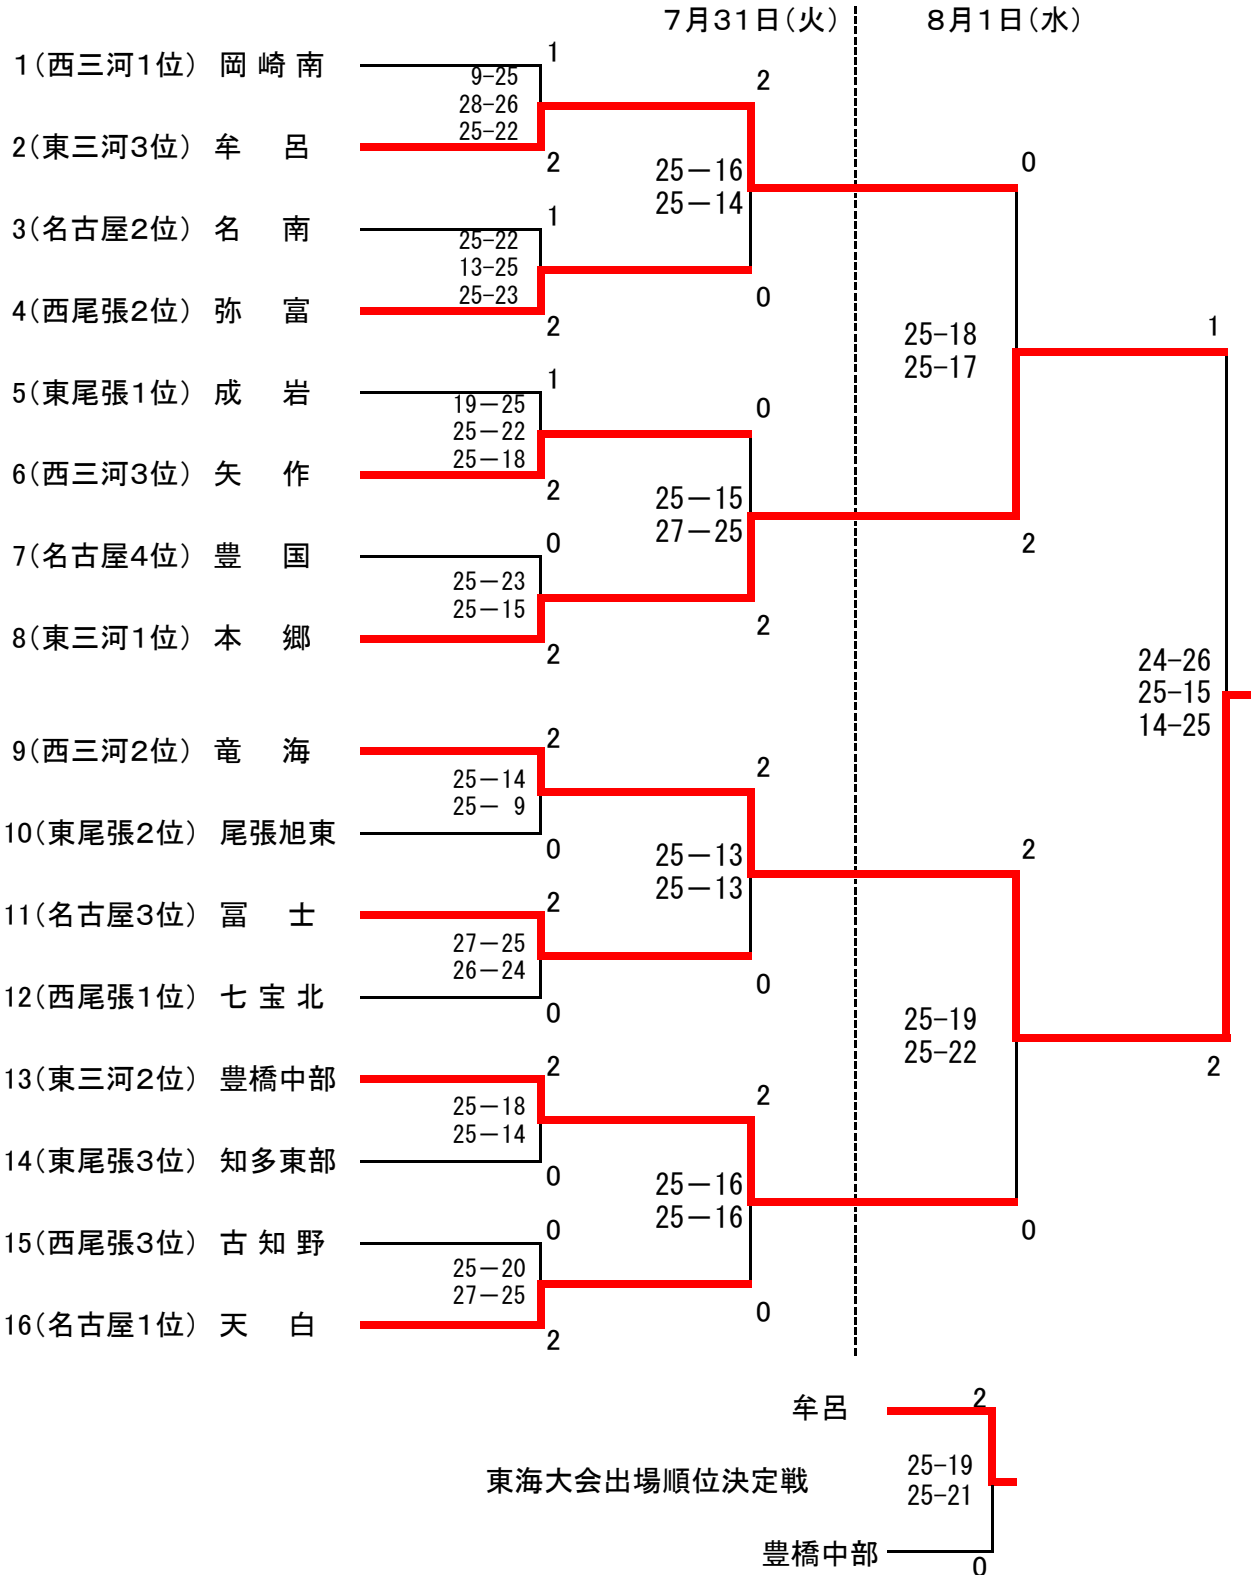 7月31日(火) 8月1日(水)
1(西三河1位) 岡崎南 1
9-25
28-26
25-22
2(東三河3位) 牟呂 2
2
25-16
25-14
0
3(名古屋2位) 名南 1
25-22
13-25
25-23
4(西尾張2位) 弥富 2
0
0
25-18
25-17
2
1
5(東尾張1位) 成岩 1
19-25
25-22
25-18
6(西三河3位) 矢作 2
0
25-15
27-25
2
7(名古屋4位) 豊国 0
25-23
25-15
8(東三河1位) 本郷 2
24-26
25-15
14-25
9(西三河2位) 竜海 2
25-14
25- 9
10(東尾張2位) 尾張旭東 0
2
25-13
25-13
0
11(名古屋3位) 冨士 2
27-25
26-24
12(西尾張1位) 七宝北 0
2
25-19
25-22
0
2
13(東三河2位) 豊橋中部 2
25-18
25-14
14(東尾張3位) 知多東部 0
2
25-16
25-16
0
15(西尾張3位) 古知野 0
25-20
27-25
16(名古屋1位) 天白 2
牟呂 2
東海大会出場順位決定戦
25-19
25-21
豊橋中部 0